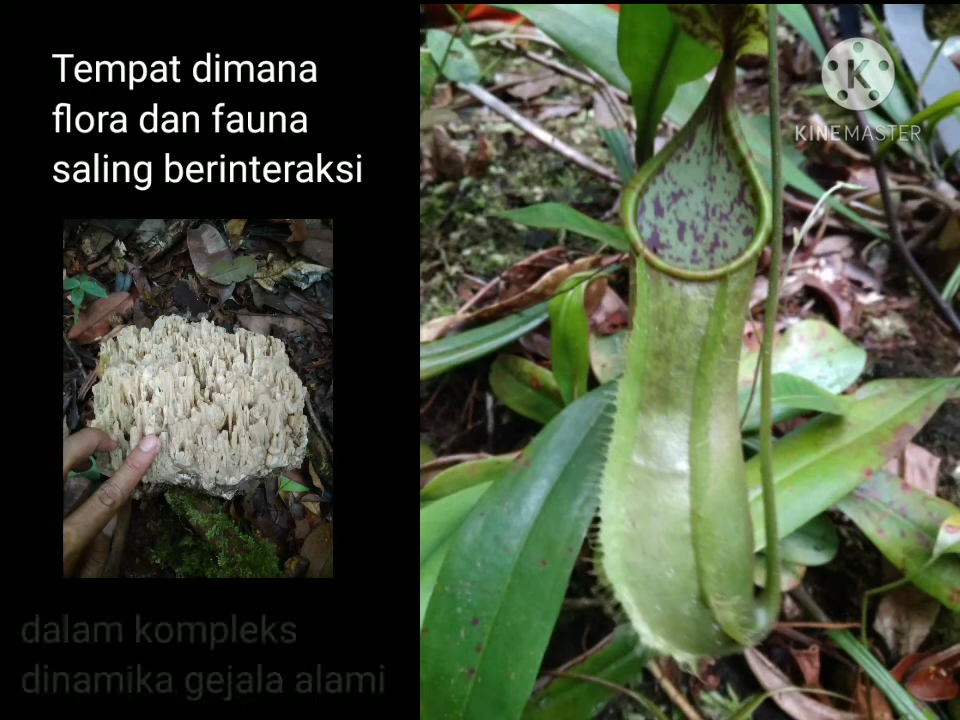 Tempat dimana
flora dan fauna
saling berinteraksi
dalam kompleks
dinamika gejala alami
K
KINEMASTER